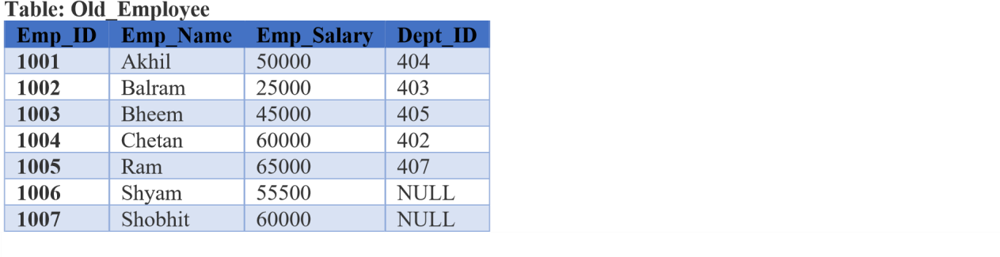 Table: Old_Employee
Emp_ID Emp_Name Emp_Salary Dept_ID
1001 Akhil 50000 404
1002 Balram 25000 403
1003 Bheem 45000 405
1004 Chetan 60000 402
1005 Ram 65000 407
1006 Shyam 55500 NULL
1007 Shobhit 60000 NULL